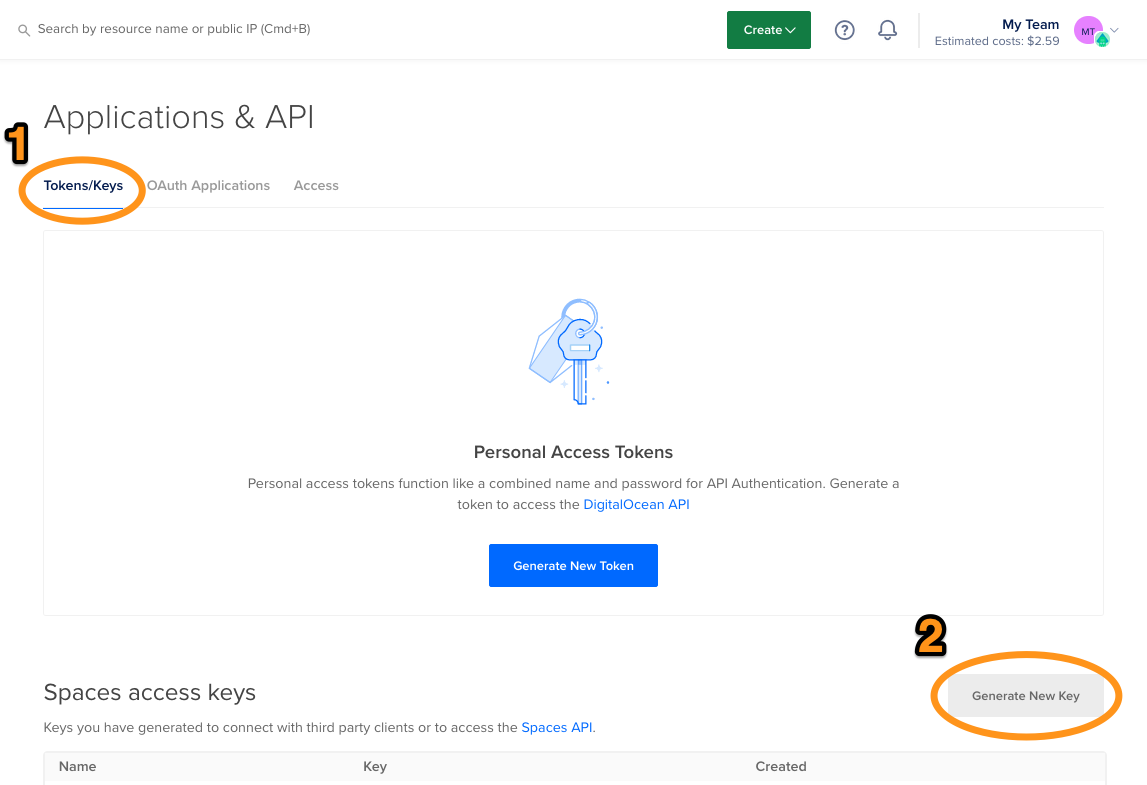 Search by resource name or public IP (Cmd+B)
Create
?
My Team
Estimated costs: $2.59
MT
Applications & API
1
Tokens/Keys OAuth Applications Access
Personal Access Tokens
Personal access tokens function like a combined name and password for API Authentication. Generate a
token to access the DigitalOcean API
Generate New Token
2
Spaces access keys
Generate New Key
Keys you have generated to connect with third party clients or to access the Spaces API.
Name Key Created